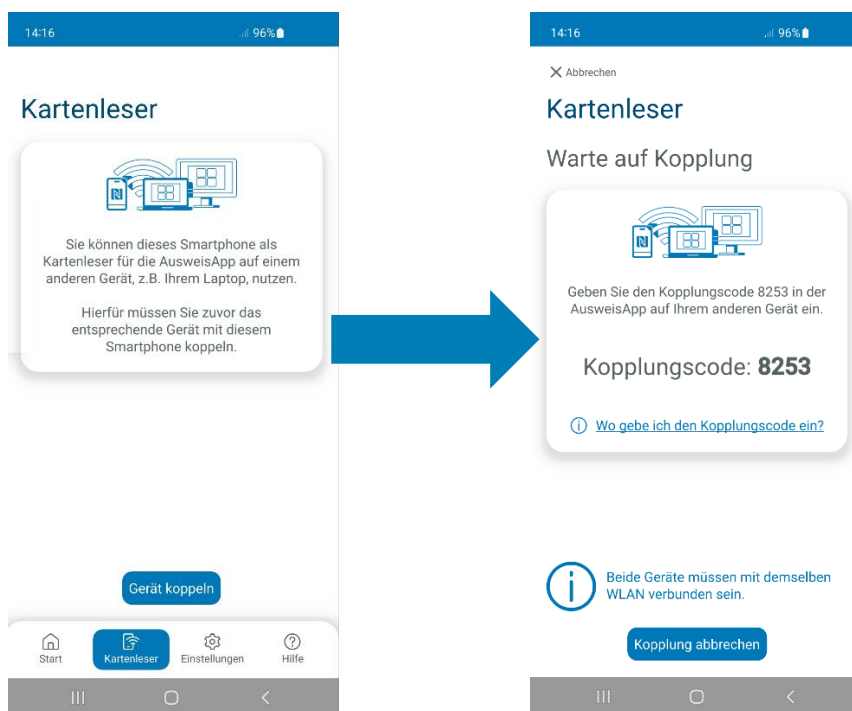 14:16
96%
Kartenleser
Sie können dieses Smartphone als
Kartenleser für die AusweisApp auf einem
anderen Gerät, z.B. Ihrem Laptop, nutzen.
Hierfür müssen Sie zuvor das
entsprechende Gerät mit diesem
Smartphone koppeln.
Gerät koppeln
Start
Kartenleser
Einstellungen
Hilfe
14:16
96%
Abbrechen
Kartenleser
Warte auf Kopplung
Geben Sie den Kopplungscode 8253 in der
AusweisApp auf Ihrem anderen Gerät ein.
Kopplungscode: 8253
Wo gebe ich den Kopplungscode ein?
Beide Geräte müssen mit demselben
WLAN verbunden sein.
Kopplung abbrechen